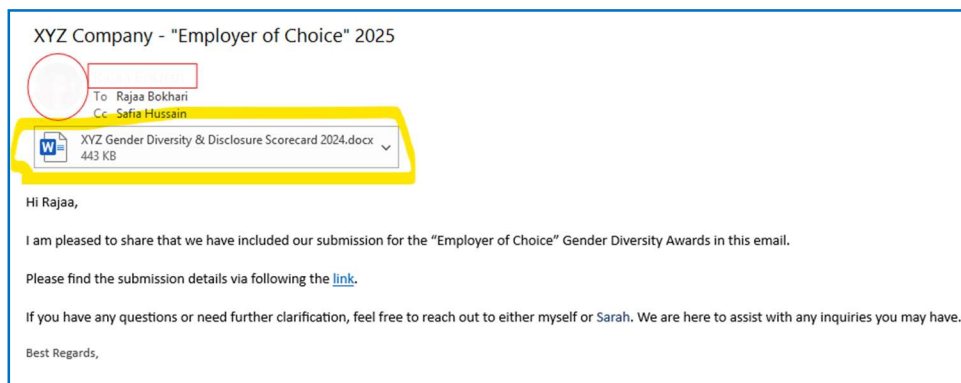 XYZ Company - "Employer of Choice" 2025
To Rajaa Bokhari
Cc Safia Hussain
W
XYZ Gender Diversity & Disclosure Scorecard 2024.docx
443 KB
Hi Rajaa,
I am pleased to share that we have included our submission for the “Employer of Choice” Gender Diversity Awards in this email.
Please find the submission details via following the link.
If you have any questions or need further clarification, feel free to reach out to either myself or Sarah. We are here to assist with any inquiries you may have.
Best Regards,